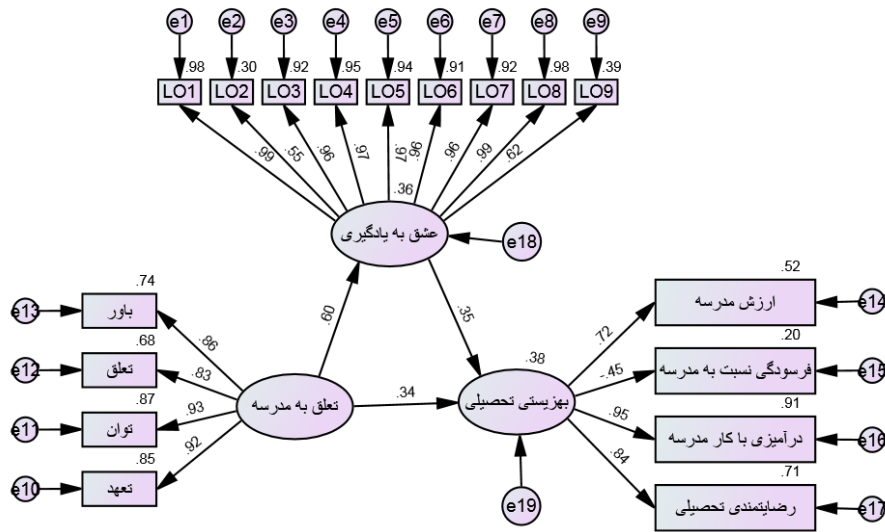 e1 e2 e3 e4 e5 e6 e7 e8 e9
.98 .30 .92 .95 .94 .91 .92 .98 .39
LO1 LO2 LO3 LO4 LO5 LO6 LO7 LO8 LO9
.99 .55 .96 .97 .97 .96 .96 .99 .62
.36
عشق به یادگیری
e18
.74
e13 باور
.68
e12 تعلق
.87
e11 توان
.85
e10 تعهد
.86
.83
.93
.92
تعلق به مدرسه
.60
.35
.34
.38
بهزیستی تحصیلی
e19
.72
-.45
.95
.84
.52
ارزش مدرسه e14
.20
فرسودگی نسبت به مدرسه e15
.91
درآمیزی با کار مدرسه e16
.71
رضایتمندی تحصیلی e17